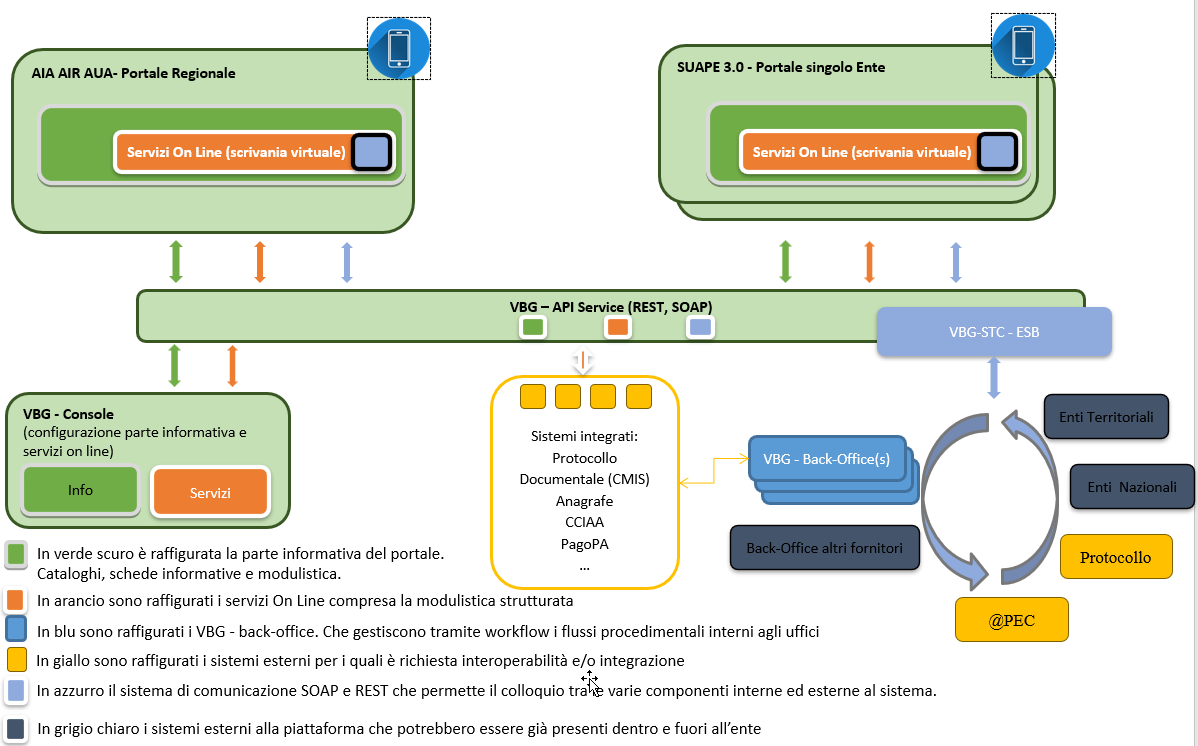 AIA AIR AUA- Portale Regionale
Servizi On Line (scrivania virtuale)
SUAPE 3.0 - Portale singolo Ente
Servizi On Line (scrivania virtuale)
VBG – API Service (REST, SOAP)
VBG-STC - ESB
VBG - Console
(configurazione parte informativa e
servizi on line)
Info
Servizi
Sistemi integrati:
Protocollo
Documentale (CMIS)
Anagrafe
CCIAA
PagoPA
...
VBG - Back-Office(s)
Back-Office altri fornitori
Enti Territoriali
Enti Nazionali
Protocollo
@PEC
In verde scuro è raffigurata la parte informativa del portale.
Cataloghi, schede informative e modulistica.
In arancio sono raffigurati i servizi On Line compresa la modulistica strutturata
In blu sono raffigurati i VBG - back-office. Che gestiscono tramite workflow i flussi procedimentali interni agli uffici
In giallo sono raffigurati i sistemi esterni per i quali è richiesta interoperabilità e/o integrazione
In azzurro il sistema di comunicazione SOAP e REST che permette il colloquio tra le varie componenti interne ed esterne al sistema.
In grigio chiaro i sistemi esterni alla piattaforma che potrebbero essere già presenti dentro e fuori all'ente